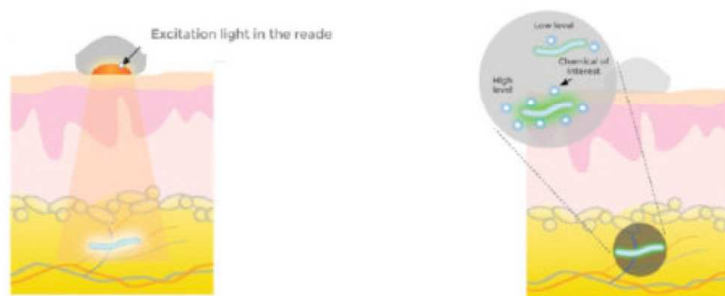 Excitation light in the reade
Low level
Chemical of
Interest
High
level